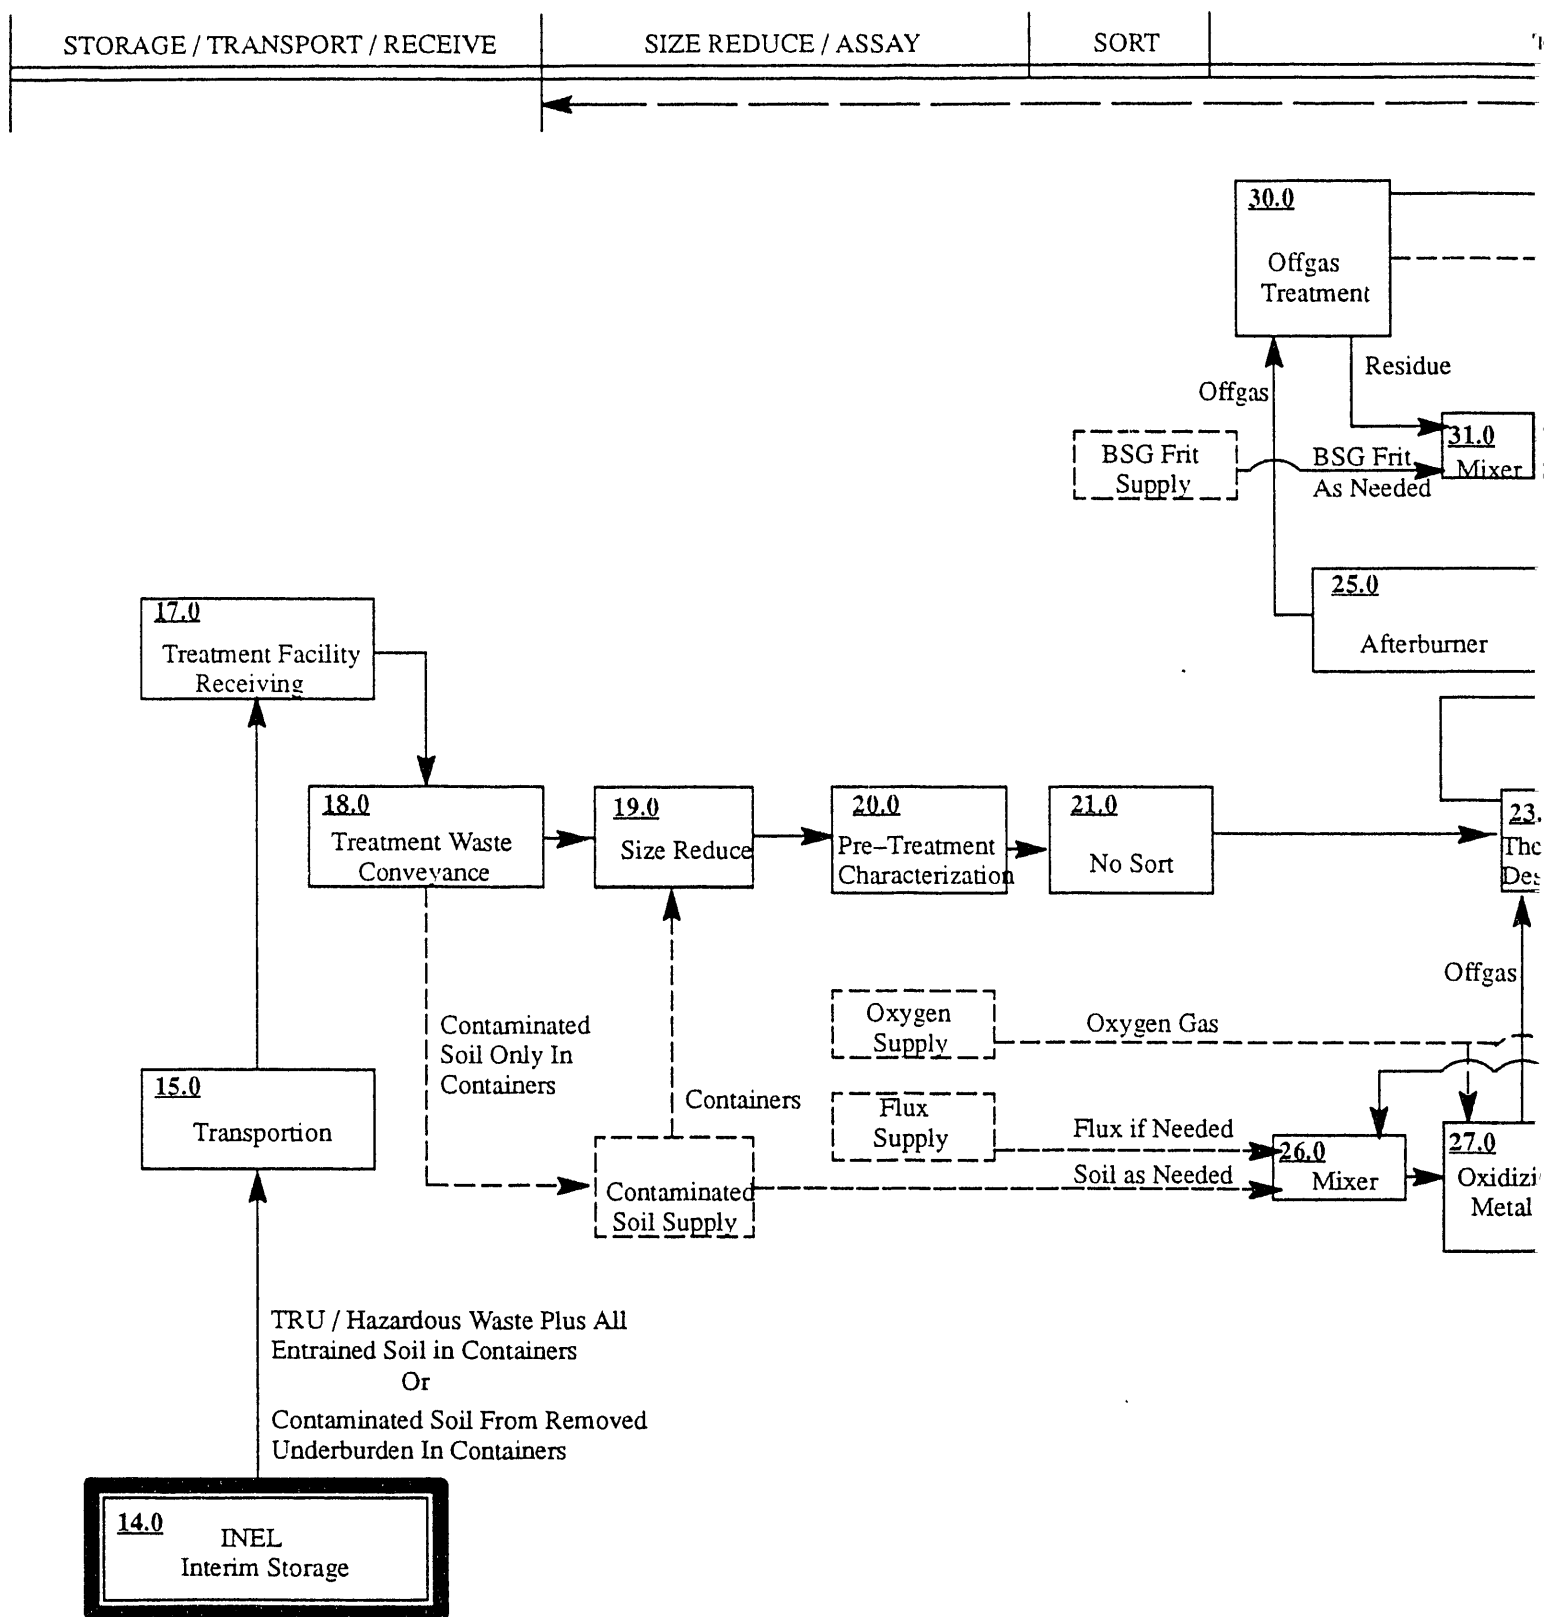 STORAGE / TRANSPORT / RECEIVE
SIZE REDUCE / ASSAY
SORT
30.0
Offgas
Treatment
Residue
Offgas
31.0
Mixer
BSG Frit
Supply
BSG Frit
As Needed
25.0
Afterburner
17.0
Treatment Facility
Receiving
18.0
Treatment Waste
Conveyance
19.0
Size Reduce
20.0
Pre–Treatment
Characterization
21.0
No Sort
23.
Des
Offgas
Contaminated
Soil Only In
Containers
Oxygen
Supply
Oxygen Gas
15.0
Transportion
Containers
Flux
Supply
Flux if Needed
Soil as Needed
26.0
Mixer
27.0
Oxidizi
Metal
Contaminated
Soil Supply
TRU / Hazardous Waste Plus All
Entrained Soil in Containers
Or
Contaminated Soil From Removed
Underburden In Containers
14.0
INEL
Interim Storage